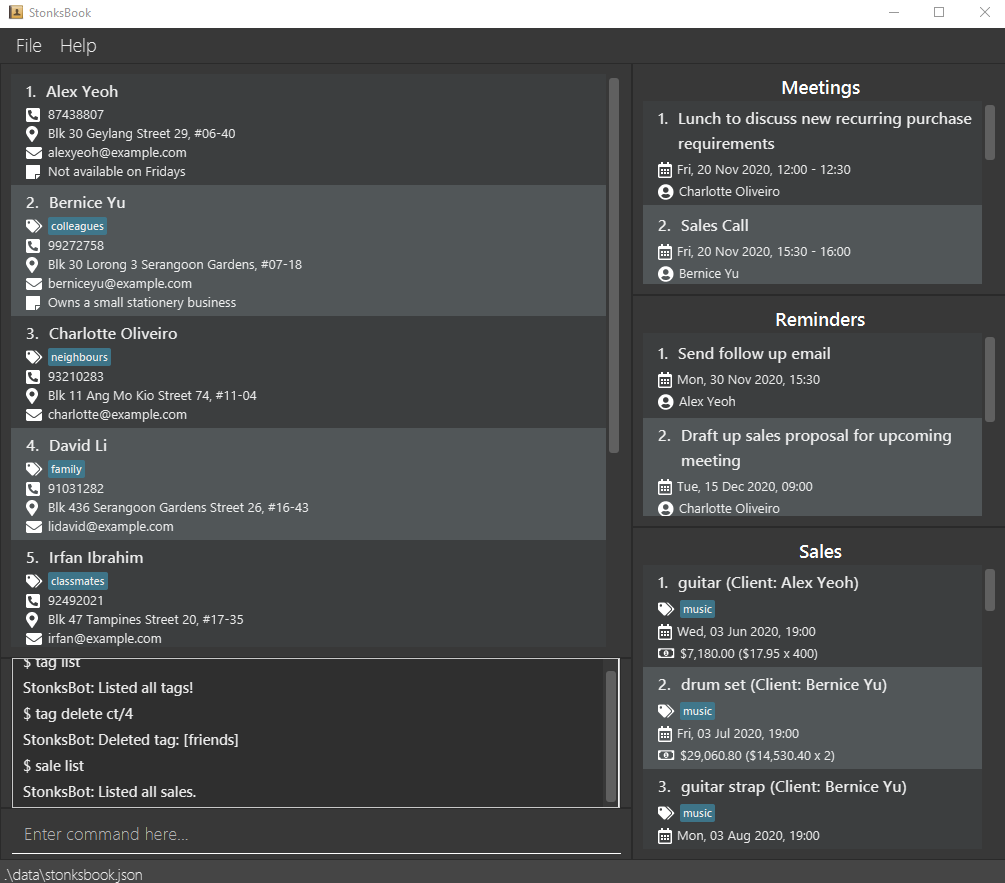 StonksBook
File Help
1. Alex Yeoh
87438807
Blk 30 Geylang Street 29, #06-40
alexyeoh@example.com
Not available on Fridays
2. Bernice Yu
colleagues
99272758
Blk 30 Lorong 3 Serangoon Gardens, #07-18
berniceyu@example.com
Owns a small stationery business
3. Charlotte Oliveiro
neighbours
93210283
Blk 11 Ang Mo Kio Street 74, #11-04
charlotte@example.com
4. David Li
family
91031282
Blk 436 Serangoon Gardens Street 26, #16-43
lidavid@example.com
5. Irfan Ibrahim
classmates
92492021
Blk 47 Tampines Street 20, #17-35
irfan@example.com
$ tag list
StonksBot: Listed all tags!
$ tag delete ct/4
StonksBot: Deleted tag: [friends]
$ sale list
StonksBot: Listed all sales.
Enter command here...
Meetings
1. Lunch to discuss new recurring purchase
requirements
Fri, 20 Nov 2020, 12:00 - 12:30
Charlotte Oliveiro
2. Sales Call
Fri, 20 Nov 2020, 15:30 - 16:00
Bernice Yu
Reminders
1. Send follow up email
Mon, 30 Nov 2020, 15:30
Alex Yeoh
2. Draft up sales proposal for upcoming
meeting
Tue, 15 Dec 2020, 09:00
Charlotte Oliveiro
Sales
1. guitar (Client: Alex Yeoh)
music
Wed, 03 Jun 2020, 19:00
$7,180.00 ($17.95 x 400)
2. drum set (Client: Bernice Yu)
music
Fri, 03 Jul 2020, 19:00
$29,060.80 ($14,530.40 x 2)
3. guitar strap (Client: Bernice Yu)
music
Mon, 03 Aug 2020, 19:00
.\data\stonksbook.json